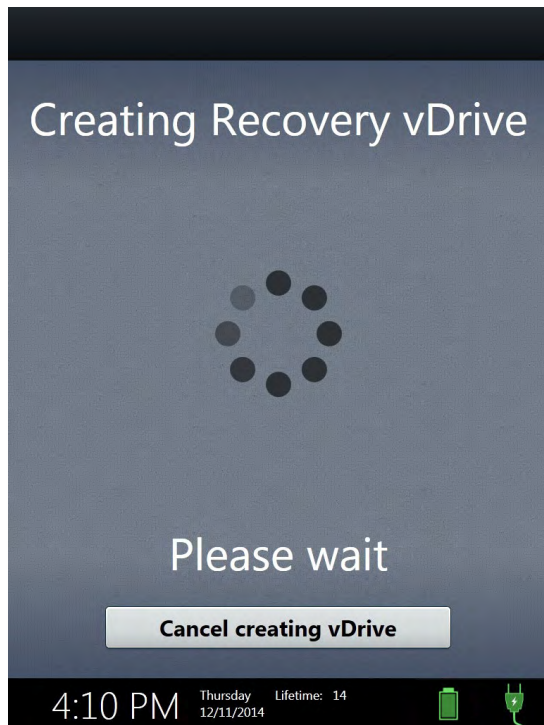 Creating Recovery vDrive
Please wait
Cancel creating vDrive
4:10 PM
Thursday Lifetime: 14
12/11/2014